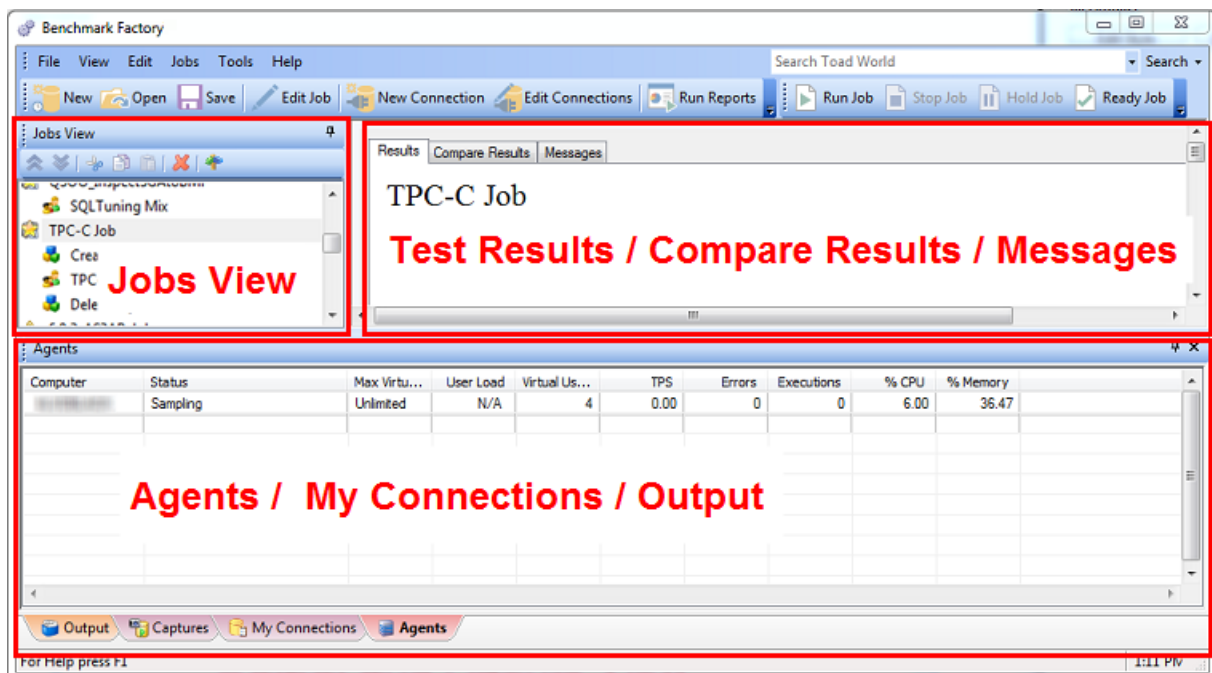 Benchmark Factory
File View Edit Jobs Tools Help
Search Toad World
Search
New Open Save Edit Job New Connection Edit Connections Run Reports Run Job Stop Job Hold Job Ready Job
Jobs View
SQLTuning Mix
TPC-C Job
Crea
TPC
Dele
Jobs View
Results Compare Results Messages
TPC-C Job
Test Results / Compare Results / Messages
Agents
Computer Status Max Virtu... User Load Virtual Us... TPS Errors Executions % CPU % Memory
Sampling Unlimited N/A 4 0.00 0 0 6.00 36.47
Agents / My Connections / Output
Output Captures My Connections Agents
For Help press F1
1:11 PM